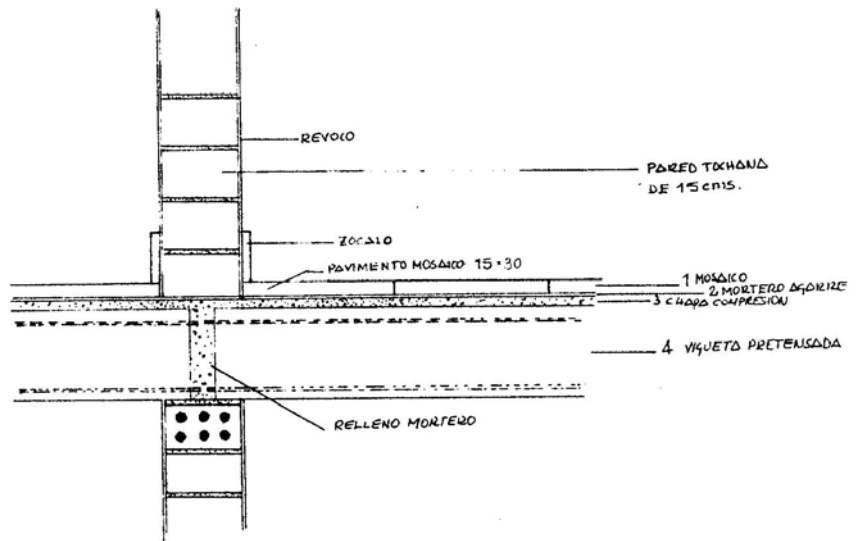 REVOCO
PARED TOCHANA
DE 15 cms.
ZOCALO
PAVIMENTO MOSAICO 15×30
1 MOSAICO
2 MORTERO AGARRE
3 CHAPA COMPRESION
4 VIGUETA PRETENSADA
RELLENO MORTERO